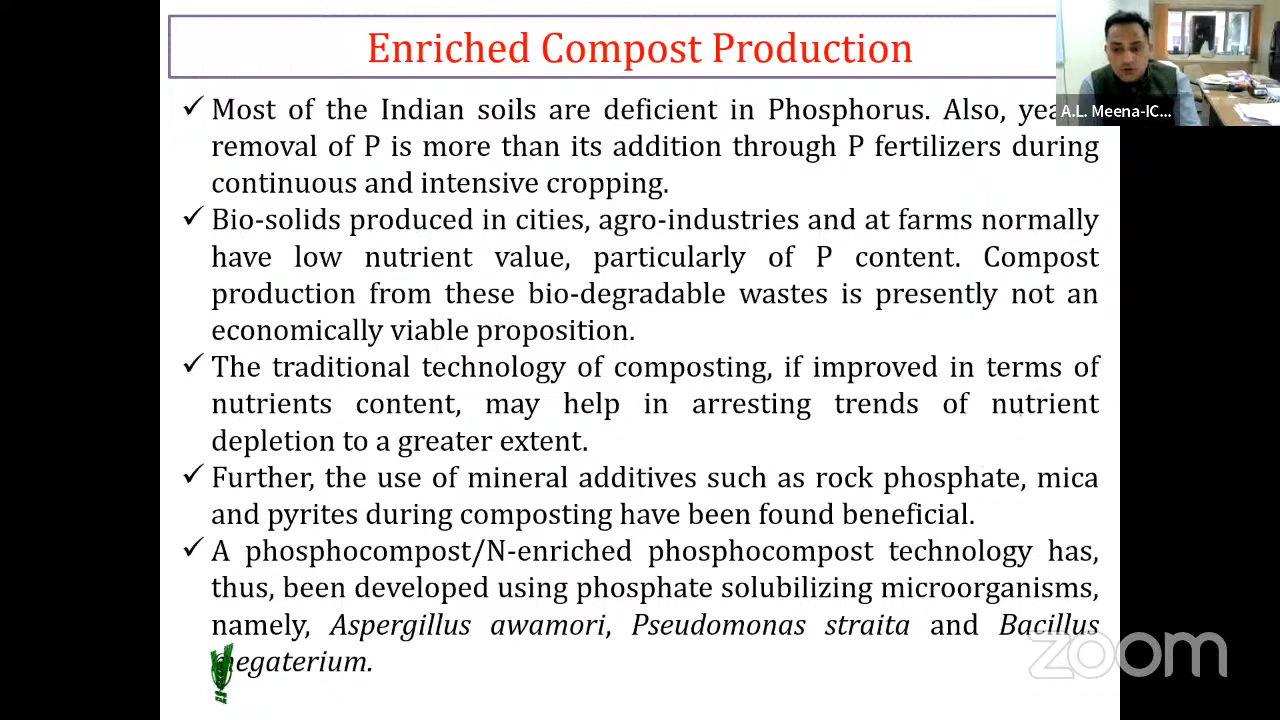 Enriched Compost Production
✓ Most of the Indian soils are deficient in Phosphorus. Also,
removal of P is more than its addition through P fertilizers during
continuous and intensive cropping.
✓ Bio-solids produced in cities, agro-industries and at farms normally
have low nutrient value, particularly of P content. Compost
production from these bio-degradable wastes is presently not an
economically viable proposition.
✓ The traditional technology of composting, if improved in terms of
nutrients content, may help in arresting trends of nutrient
depletion to a greater extent.
✓ Further, the use of mineral additives such as rock phosphate, mica
and pyrites during composting have been found beneficial.
✓ A phosphocompost/N-enriched phosphocompost technology has,
thus, been developed using phosphate solubilizing microorganisms,
namely, Aspergillus awamori, Pseudomonas straita and Bacillus
megaterium.
A.L. Meena-IC...
zoom